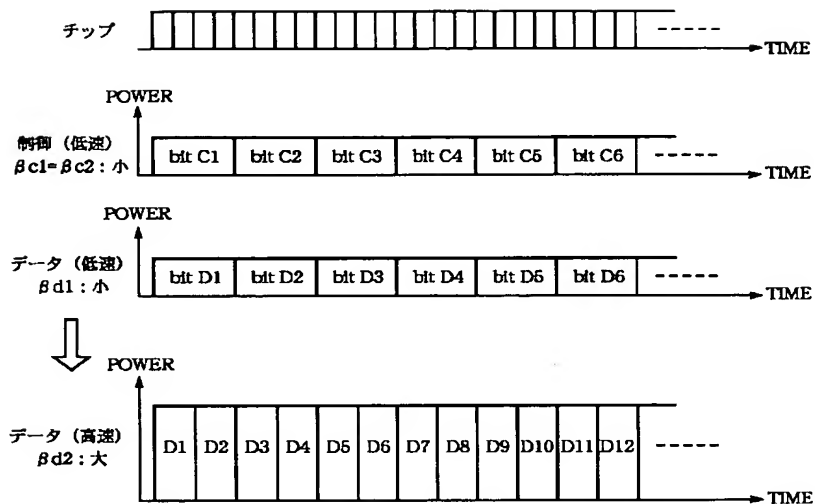 チップ
TIME
POWER
制御（低速）
βc1=βc2：小
bit C1 bit C2 bit C3 bit C4 bit C5 bit C6
TIME
POWER
データ（低速）
βd1：小
bit D1 bit D2 bit D3 bit D4 bit D5 bit D6
TIME
POWER
データ（高速）
βd2：大
D1 D2 D3 D4 D5 D6 D7 D8 D9 D10 D11 D12
TIME